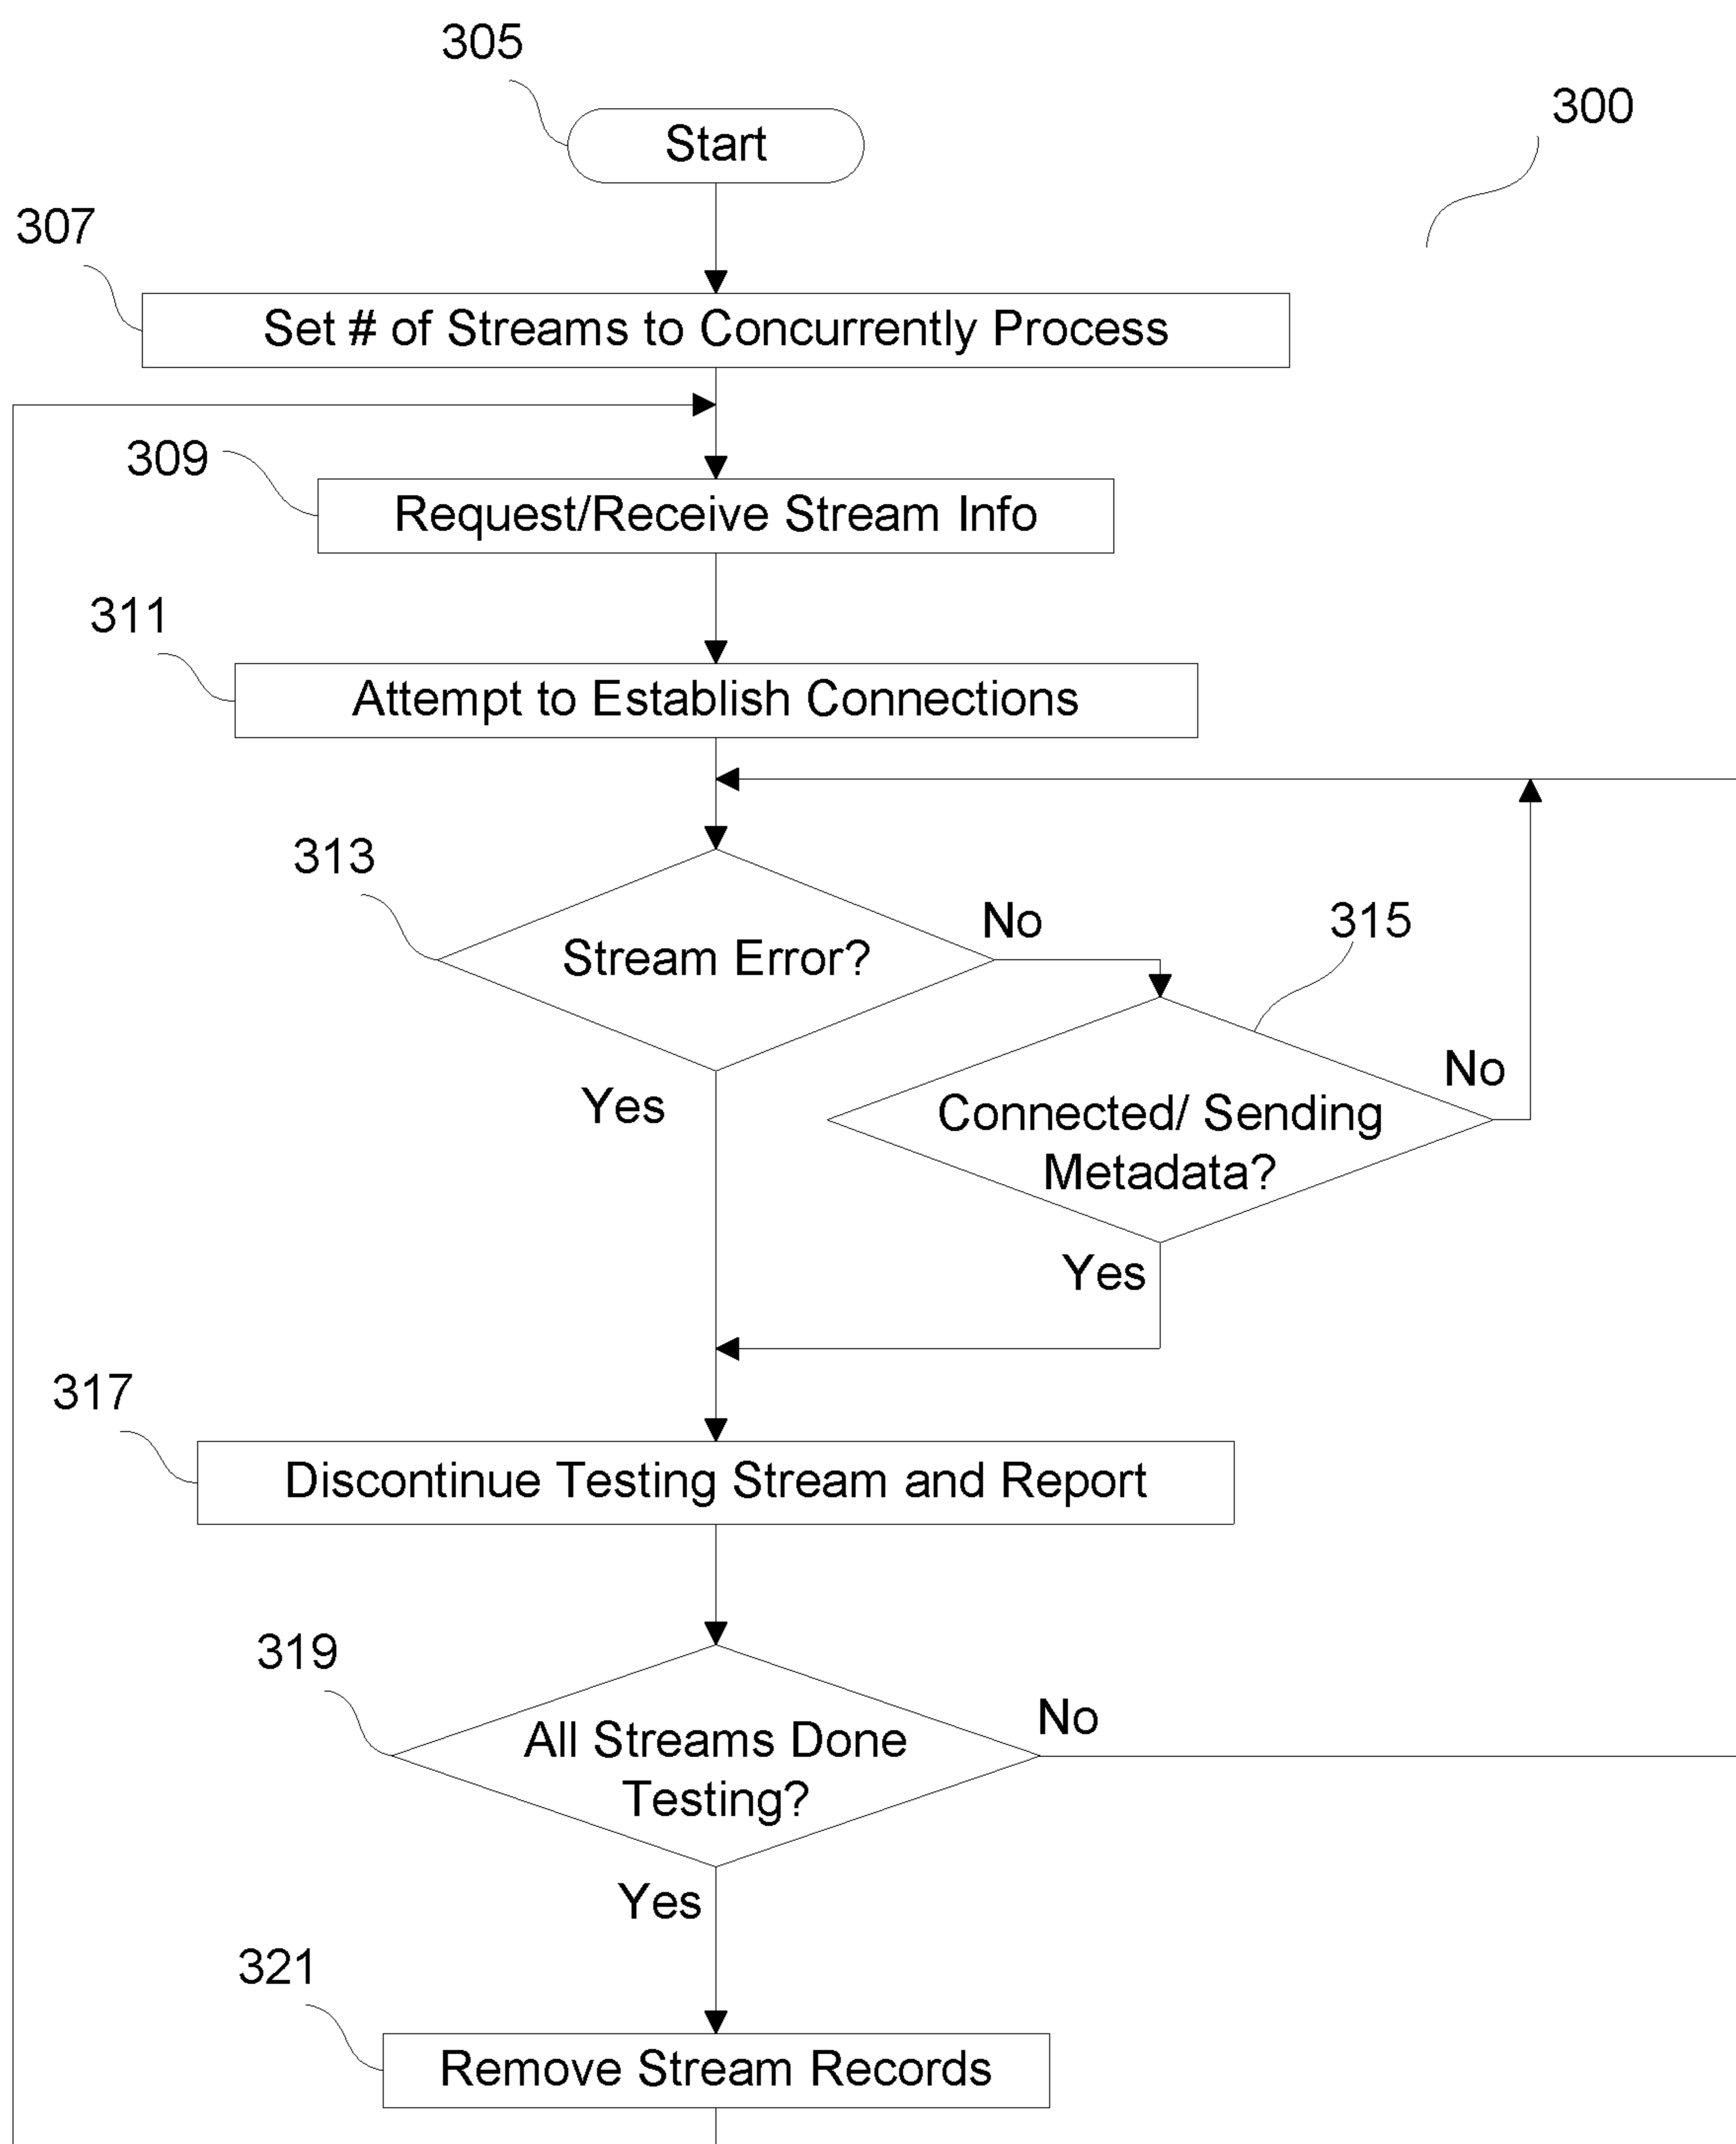 305
300
Start
307
Set # of Streams to Concurrently Process
309
Request/Receive Stream Info
311
Attempt to Establish Connections
313
Stream Error?
No
315
Yes
Connected/ Sending
Metadata?
No
Yes
317
Discontinue Testing Stream and Report
319
All Streams Done
Testing?
No
Yes
321
Remove Stream Records